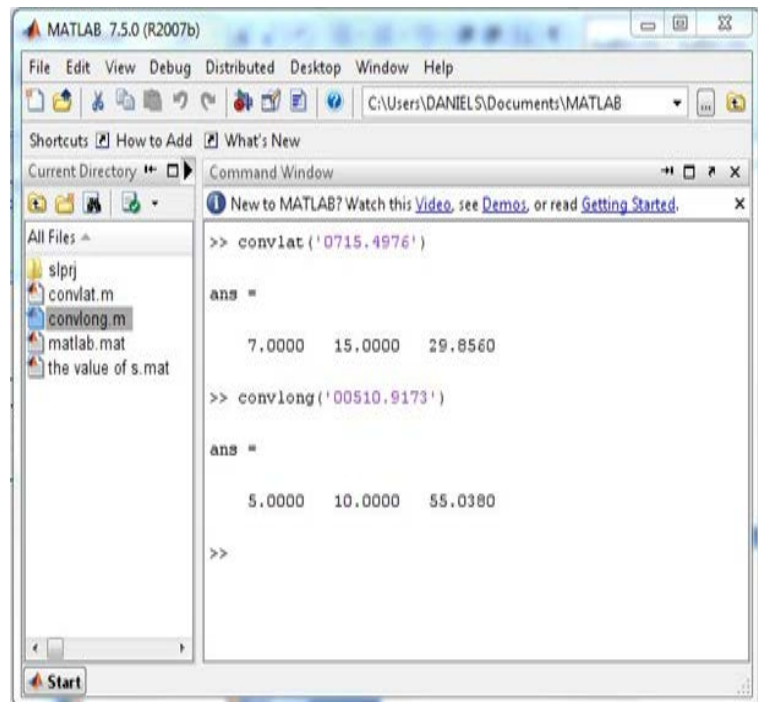 MATLAB 7.5.0 (R2007b)
File Edit View Debug Distributed Desktop Window Help
C:\Users\DANIELS\Documents\MATLAB
Shortcuts How to Add What's New
Current Directory
Command Window
New to MATLAB? Watch this Video, see Demos, or read Getting Started.
All Files
slprj
convlat.m
convlong.m
matlab.mat
the value of s.mat
>> convlat('0715.4976')
ans =
7.0000 15.0000 29.8560
>> convlong('00510.9173')
ans =
5.0000 10.0000 55.0380
>>
Start